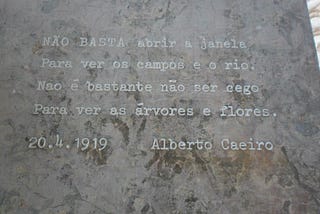 NÃO BASTA abrir a janela
Para ver os campos e o rio.
Não é bastante não ser cego
Para ver as árvores e flores.
20.4.1919 Alberto Caeiro